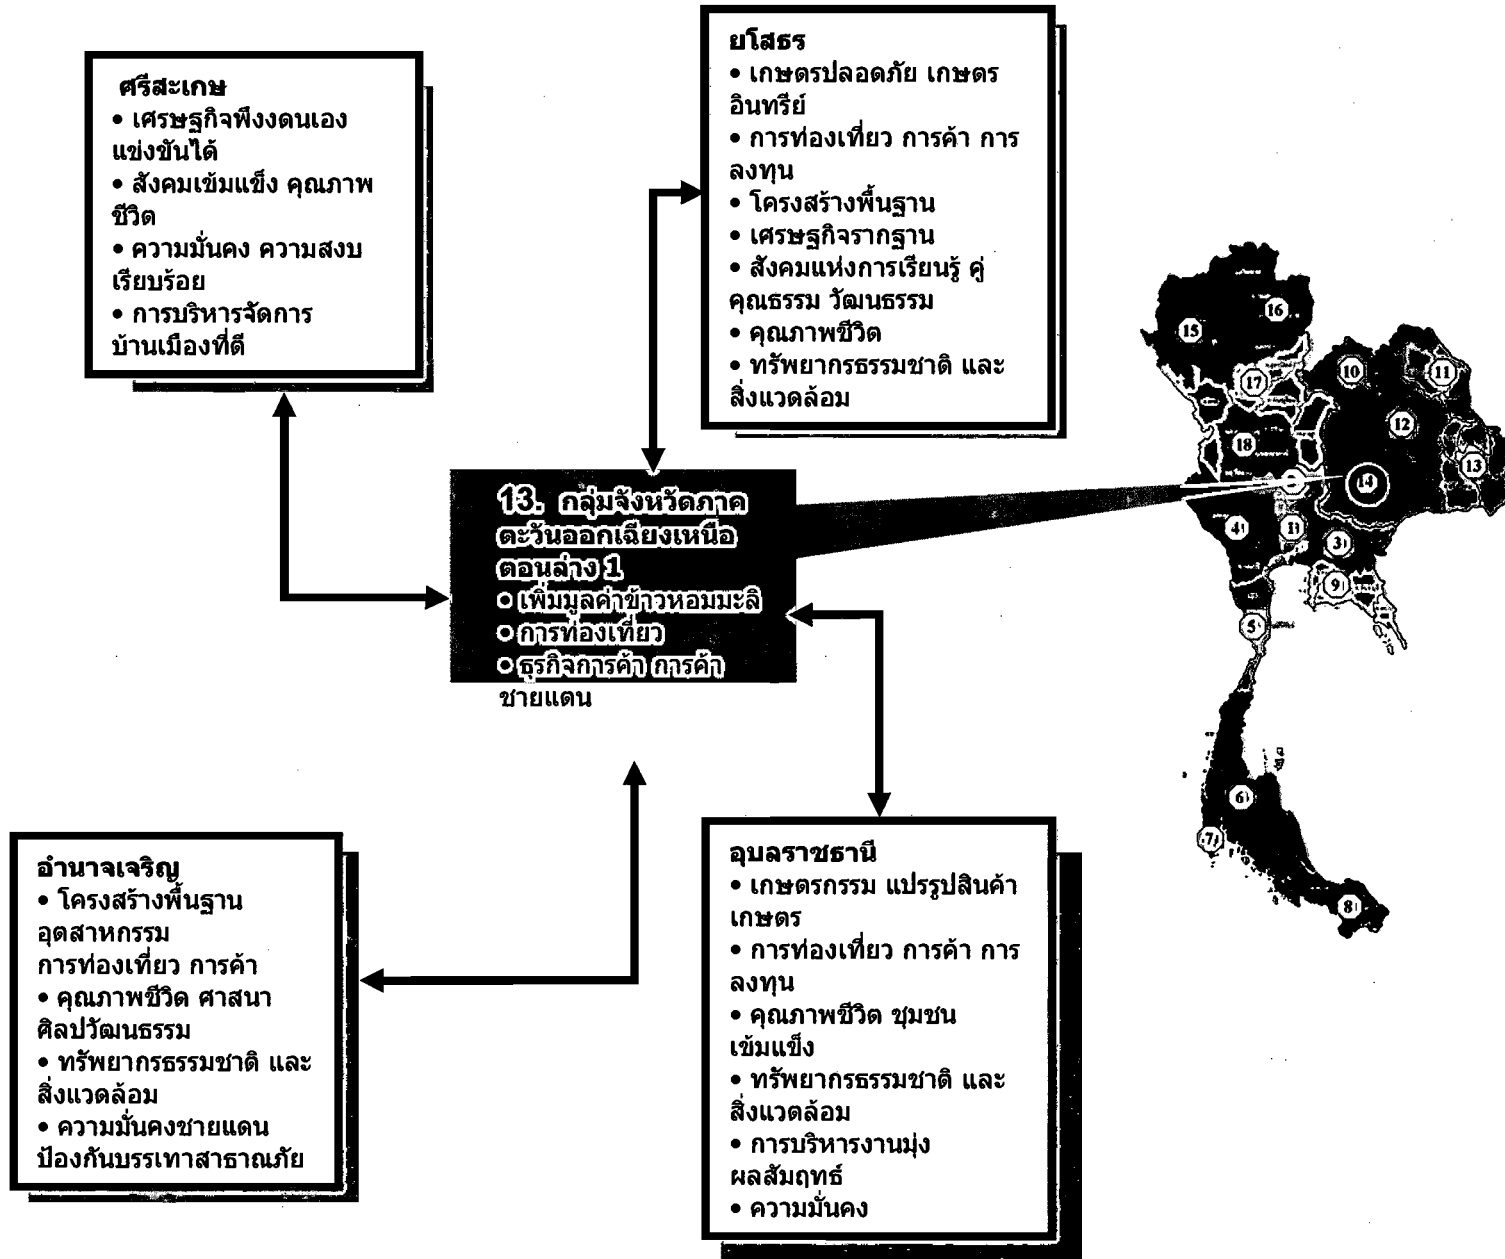 ศรีสะเกษ
• เศรษฐกิจพึงงตนเอง
แข่งขันได้
• สังคมเข้มแข็ง คุณภาพ
ชีวิต
• ความมั่นคง ความสงบ
เรียบร้อย
• การบริหารจัดการ
บ้านเมืองที่ดี
ยโสธร
• เกษตรปลอดภัย เกษตร
อินทรีย์
• การท่องเที่ยว การค้า การ
ลงทุน
• โครงสร้างพื้นฐาน
• เศรษฐกิจรากฐาน
• สังคมแห่งการเรียนรู้ คู่
คุณธรรม วัฒนธรรม
• คุณภาพชีวิต
• ทรัพยากรธรรมชาติ และ
สิ่งแวดล้อม
13. กลุ่มจังหวัดภาค
ตะวันออกเฉียงเหนือ
ตอนล่าง 1
• เพิ่มมูลค่าข้าวหอมมะลิ
• การท่องเที่ยว
• ธุรกิจการค้า การค้า
ชายแดน
อำนาจเจริญ
• โครงสร้างพื้นฐาน
อุตสาหกรรม
การท่องเที่ยว การค้า
• คุณภาพชีวิต ศาสนา
ศิลปวัฒนธรรม
• ทรัพยากรธรรมชาติ และ
สิ่งแวดล้อม
• ความมั่นคงชายแดน
ป้องกันบรรเทาสาธาณภัย
อุบลราชธานี
• เกษตรกรรม แปรรูปสินค้า
เกษตร
• การท่องเที่ยว การค้า การ
ลงทุน
• คุณภาพชีวิต ชุมชน
เข้มแข็ง
• ทรัพยากรธรรมชาติ และ
สิ่งแวดล้อม
• การบริหารงานมุ่ง
ผลสัมฤทธ์
• ความมั่นคง
16
15
10
11
17
12
18
13
14
4
1
3
9
5
6
7
8